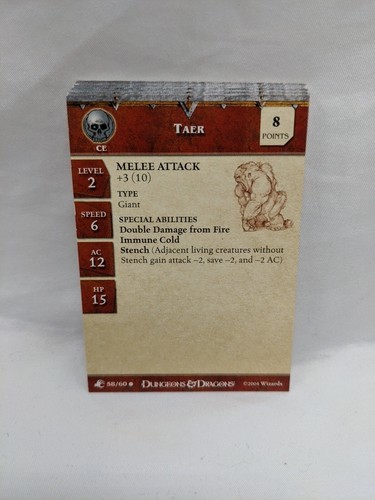 TAER
8
POINTS
CE
LEVEL
2
MELEE ATTACK
+3 (10)
TYPE
Giant
SPEED
6
SPECIAL ABILITIES
Double Damage from Fire
Immune Cold
Stench (Adjacent living creatures without
Stench gain attack –2, save –2, and –2 AC)
AC
12
HP
15
58/60
DUNGEONS & DRAGONS
©2004 Wizards